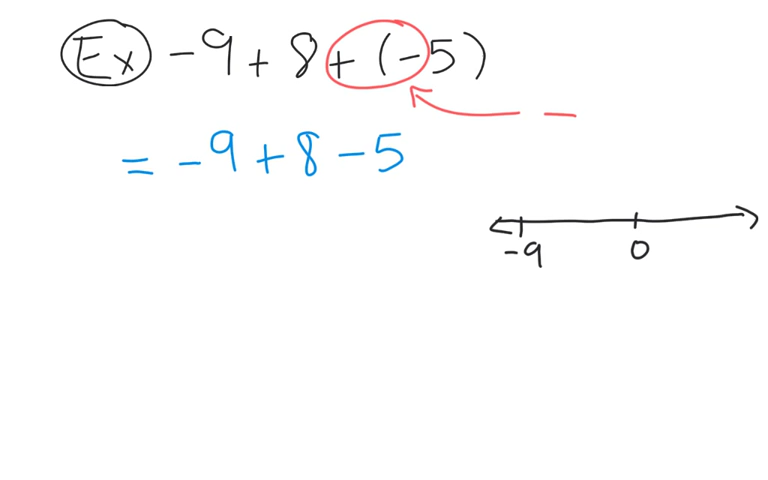 Ex -9 + 8 + (-5)
= -9 + 8 - 5
-9 0